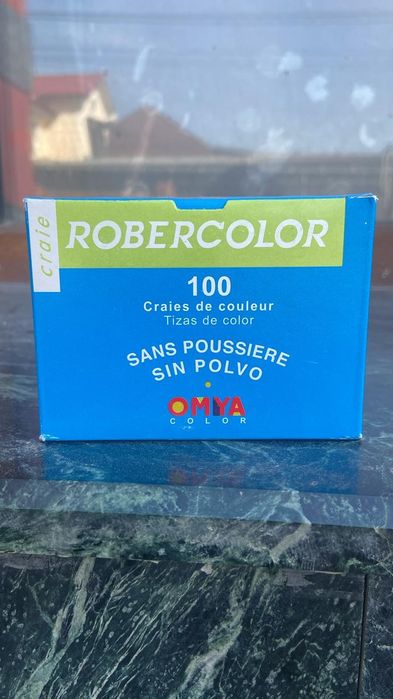 craie
ROBERCOLOR
100
Craies de couleur
Tizas de color
SANS POUSSIERE
SIN POLVO
OMYA
COLOR